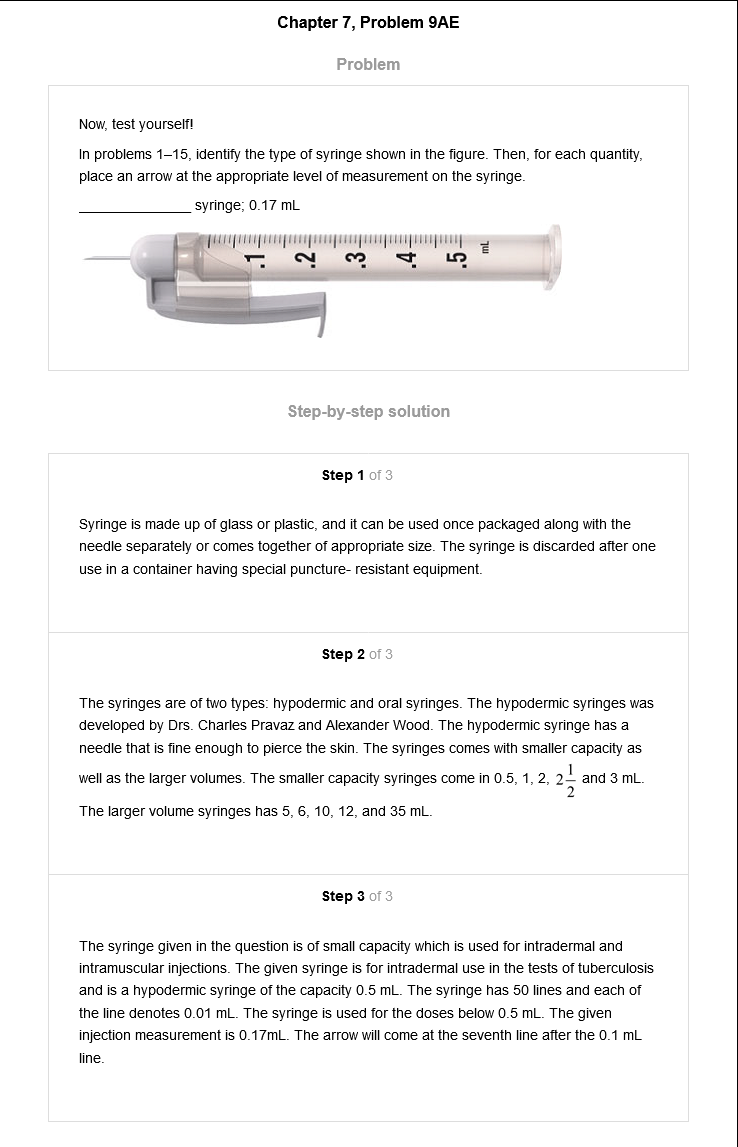 Chapter 7, Problem 9AE
Problem
Now, test yourself!
In problems 1–15, identify the type of syringe shown in the figure. Then, for each quantity,
place an arrow at the appropriate level of measurement on the syringe.
______________ syringe; 0.17 mL
.1 .2 .3 .4 .5 mL
Step-by-step solution
Step 1 of 3
Syringe is made up of glass or plastic, and it can be used once packaged along with the
needle separately or comes together of appropriate size. The syringe is discarded after one
use in a container having special puncture- resistant equipment.
Step 2 of 3
The syringes are of two types: hypodermic and oral syringes. The hypodermic syringes was
developed by Drs. Charles Pravaz and Alexander Wood. The hypodermic syringe has a
needle that is fine enough to pierce the skin. The syringes comes with smaller capacity as
well as the larger volumes. The smaller capacity syringes come in 0.5, 1, 2, 2 1/2 and 3 mL.
The larger volume syringes has 5, 6, 10, 12, and 35 mL.
Step 3 of 3
The syringe given in the question is of small capacity which is used for intradermal and
intramuscular injections. The given syringe is for intradermal use in the tests of tuberculosis
and is a hypodermic syringe of the capacity 0.5 mL. The syringe has 50 lines and each of
the line denotes 0.01 mL. The syringe is used for the doses below 0.5 mL. The given
injection measurement is 0.17mL. The arrow will come at the seventh line after the 0.1 mL
line.